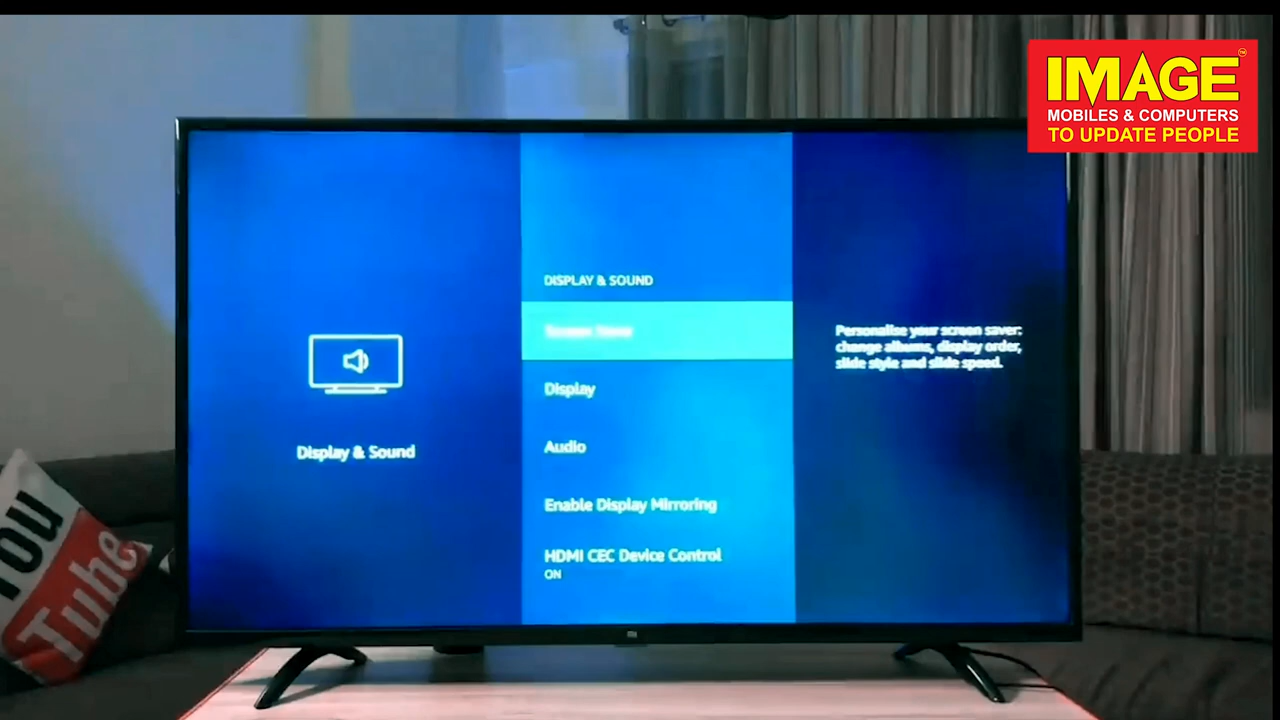 IMAGE
MOBILES & COMPUTERS
TO UPDATE PEOPLE
DISPLAY & SOUND
Display
Audio
Enable Display Mirroring
HDMI CEC Device Control
ON
Display & Sound
Personalise your screen saver:
change albums, display order,
slide style and slide speed.
mi
You
Tube